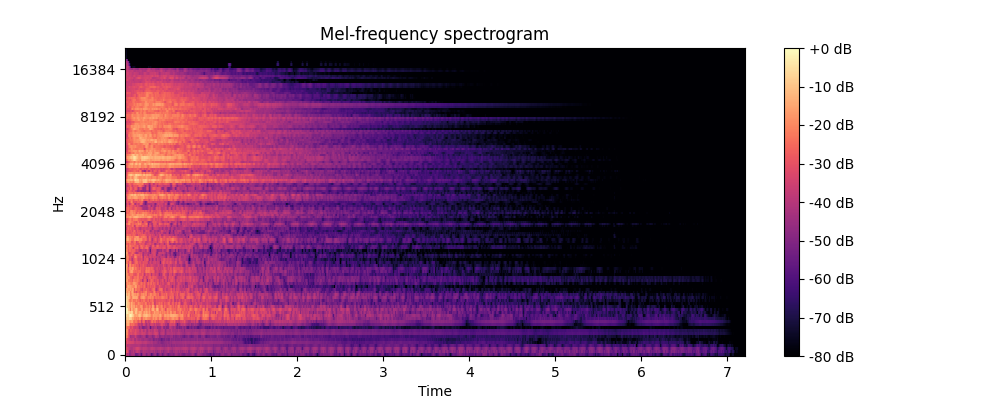 Mel-frequency spectrogram
Hz
16384
8192
4096
2048
1024
512
0
0 1 2 3 4 5 6 7
Time
+0 dB
-10 dB
-20 dB
-30 dB
-40 dB
-50 dB
-60 dB
-70 dB
-80 dB